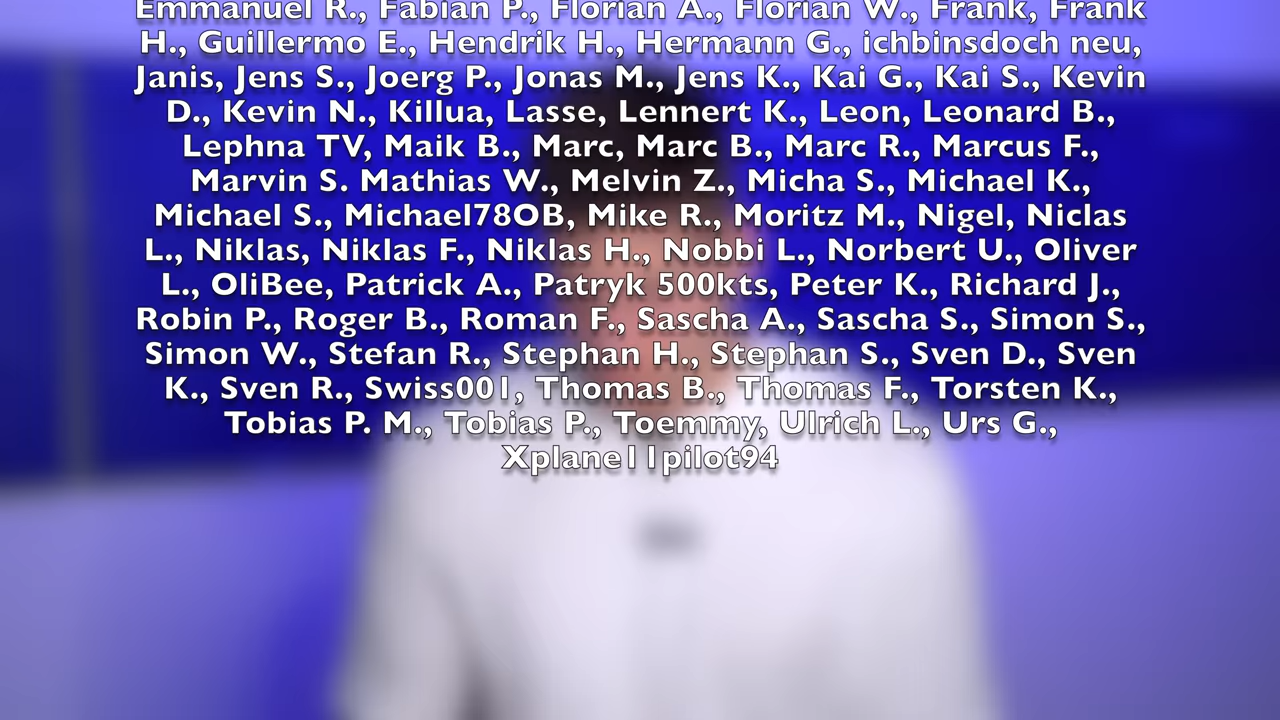 Emmanuel R., Fabian P., Florian A., Florian W., Frank, Frank
H., Guillermo E., Hendrik H., Hermann G., ichbinsdoch neu,
Janis, Jens S., Joerg P., Jonas M., Jens K., Kai G., Kai S., Kevin
D., Kevin N., Killua, Lasse, Lennert K., Leon, Leonard B.,
Lephna TV, Maik B., Marc, Marc B., Marc R., Marcus F.,
Marvin S. Mathias W., Melvin Z., Micha S., Michael K.,
Michael S., Michael78OB, Mike R., Moritz M., Nigel, Niclas
L., Niklas, Niklas F., Niklas H., Nobbi L., Norbert U., Oliver
L., OliBee, Patrick A., Patryk 500kts, Peter K., Richard J.,
Robin P., Roger B., Roman F., Sascha A., Sascha S., Simon S.,
Simon W., Stefan R., Stephan H., Stephan S., Sven D., Sven
K., Sven R., Swiss001, Thomas B., Thomas F., Torsten K.,
Tobias P. M., Tobias P., Toemmy, Ulrich L., Urs G.,
Xplane11pilot94